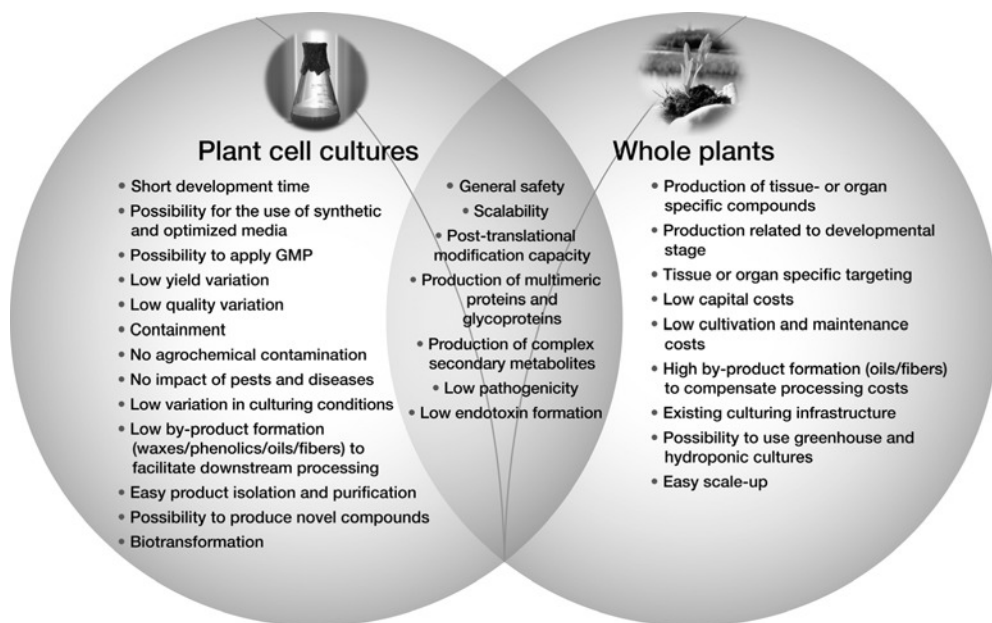 Plant cell cultures
• Short development time
• Possibility for the use of synthetic
and optimized media
• Possibility to apply GMP
• Low yield variation
• Low quality variation
• Containment
• No agrochemical contamination
• No impact of pests and diseases
• Low variation in culturing conditions
• Low by-product formation
(waxes/phenolics/oils/fibers) to
facilitate downstream processing
• Easy product isolation and purification
• Possibility to produce novel compounds
• Biotransformation
• General safety
• Scalability
• Post-translational
modification capacity
• Production of multimeric
proteins and
glycoproteins
• Production of complex
secondary metabolites
• Low pathogenicity
• Low endotoxin formation
Whole plants
• Production of tissue- or organ
specific compounds
• Production related to developmental
stage
• Tissue or organ specific targeting
• Low capital costs
• Low cultivation and maintenance
costs
• High by-product formation (oils/fibers)
to compensate processing costs
• Existing culturing infrastructure
• Possibility to use greenhouse and
hydroponic cultures
• Easy scale-up